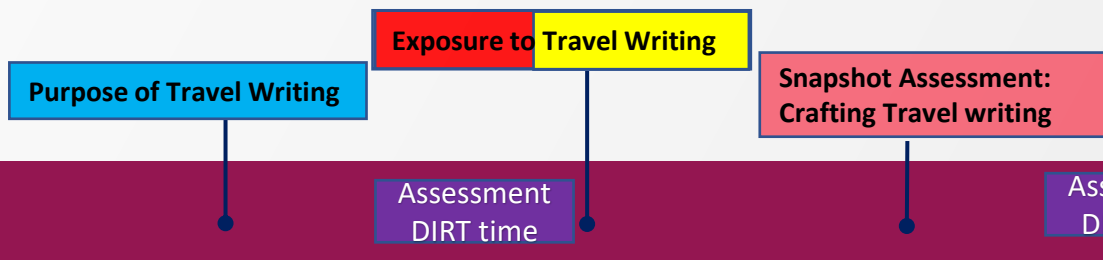 Exposure to Travel Writing
Purpose of Travel Writing
Snapshot Assessment:
Crafting Travel writing
Assessment
DIRT time